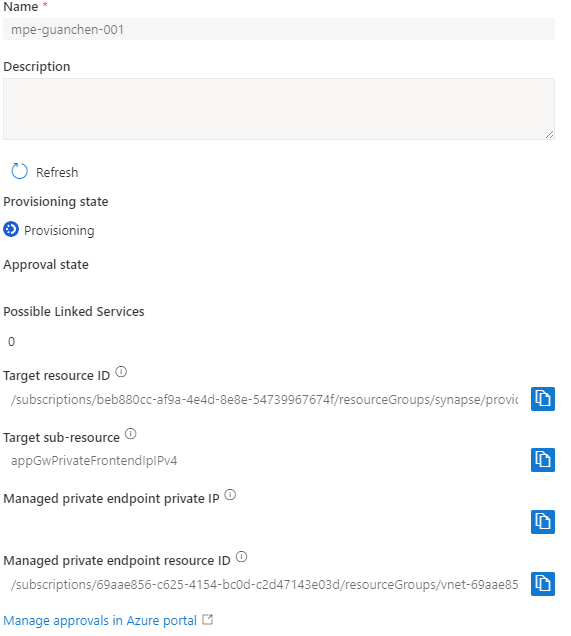 Name *
mpe-guanchen-001
Description
Refresh
Provisioning state
Provisioning
Approval state
Possible Linked Services
0
Target resource ID
/subscriptions/beb880cc-af9a-4e4d-8e8e-54739967674f/resourceGroups/synapse/provic
Target sub-resource
appGwPrivateFrontendIpIPv4
Managed private endpoint private IP
Managed private endpoint resource ID
/subscriptions/69aae856-c625-4154-bc0d-c2d47143e03d/resourceGroups/vnet-69aae85
Manage approvals in Azure portal